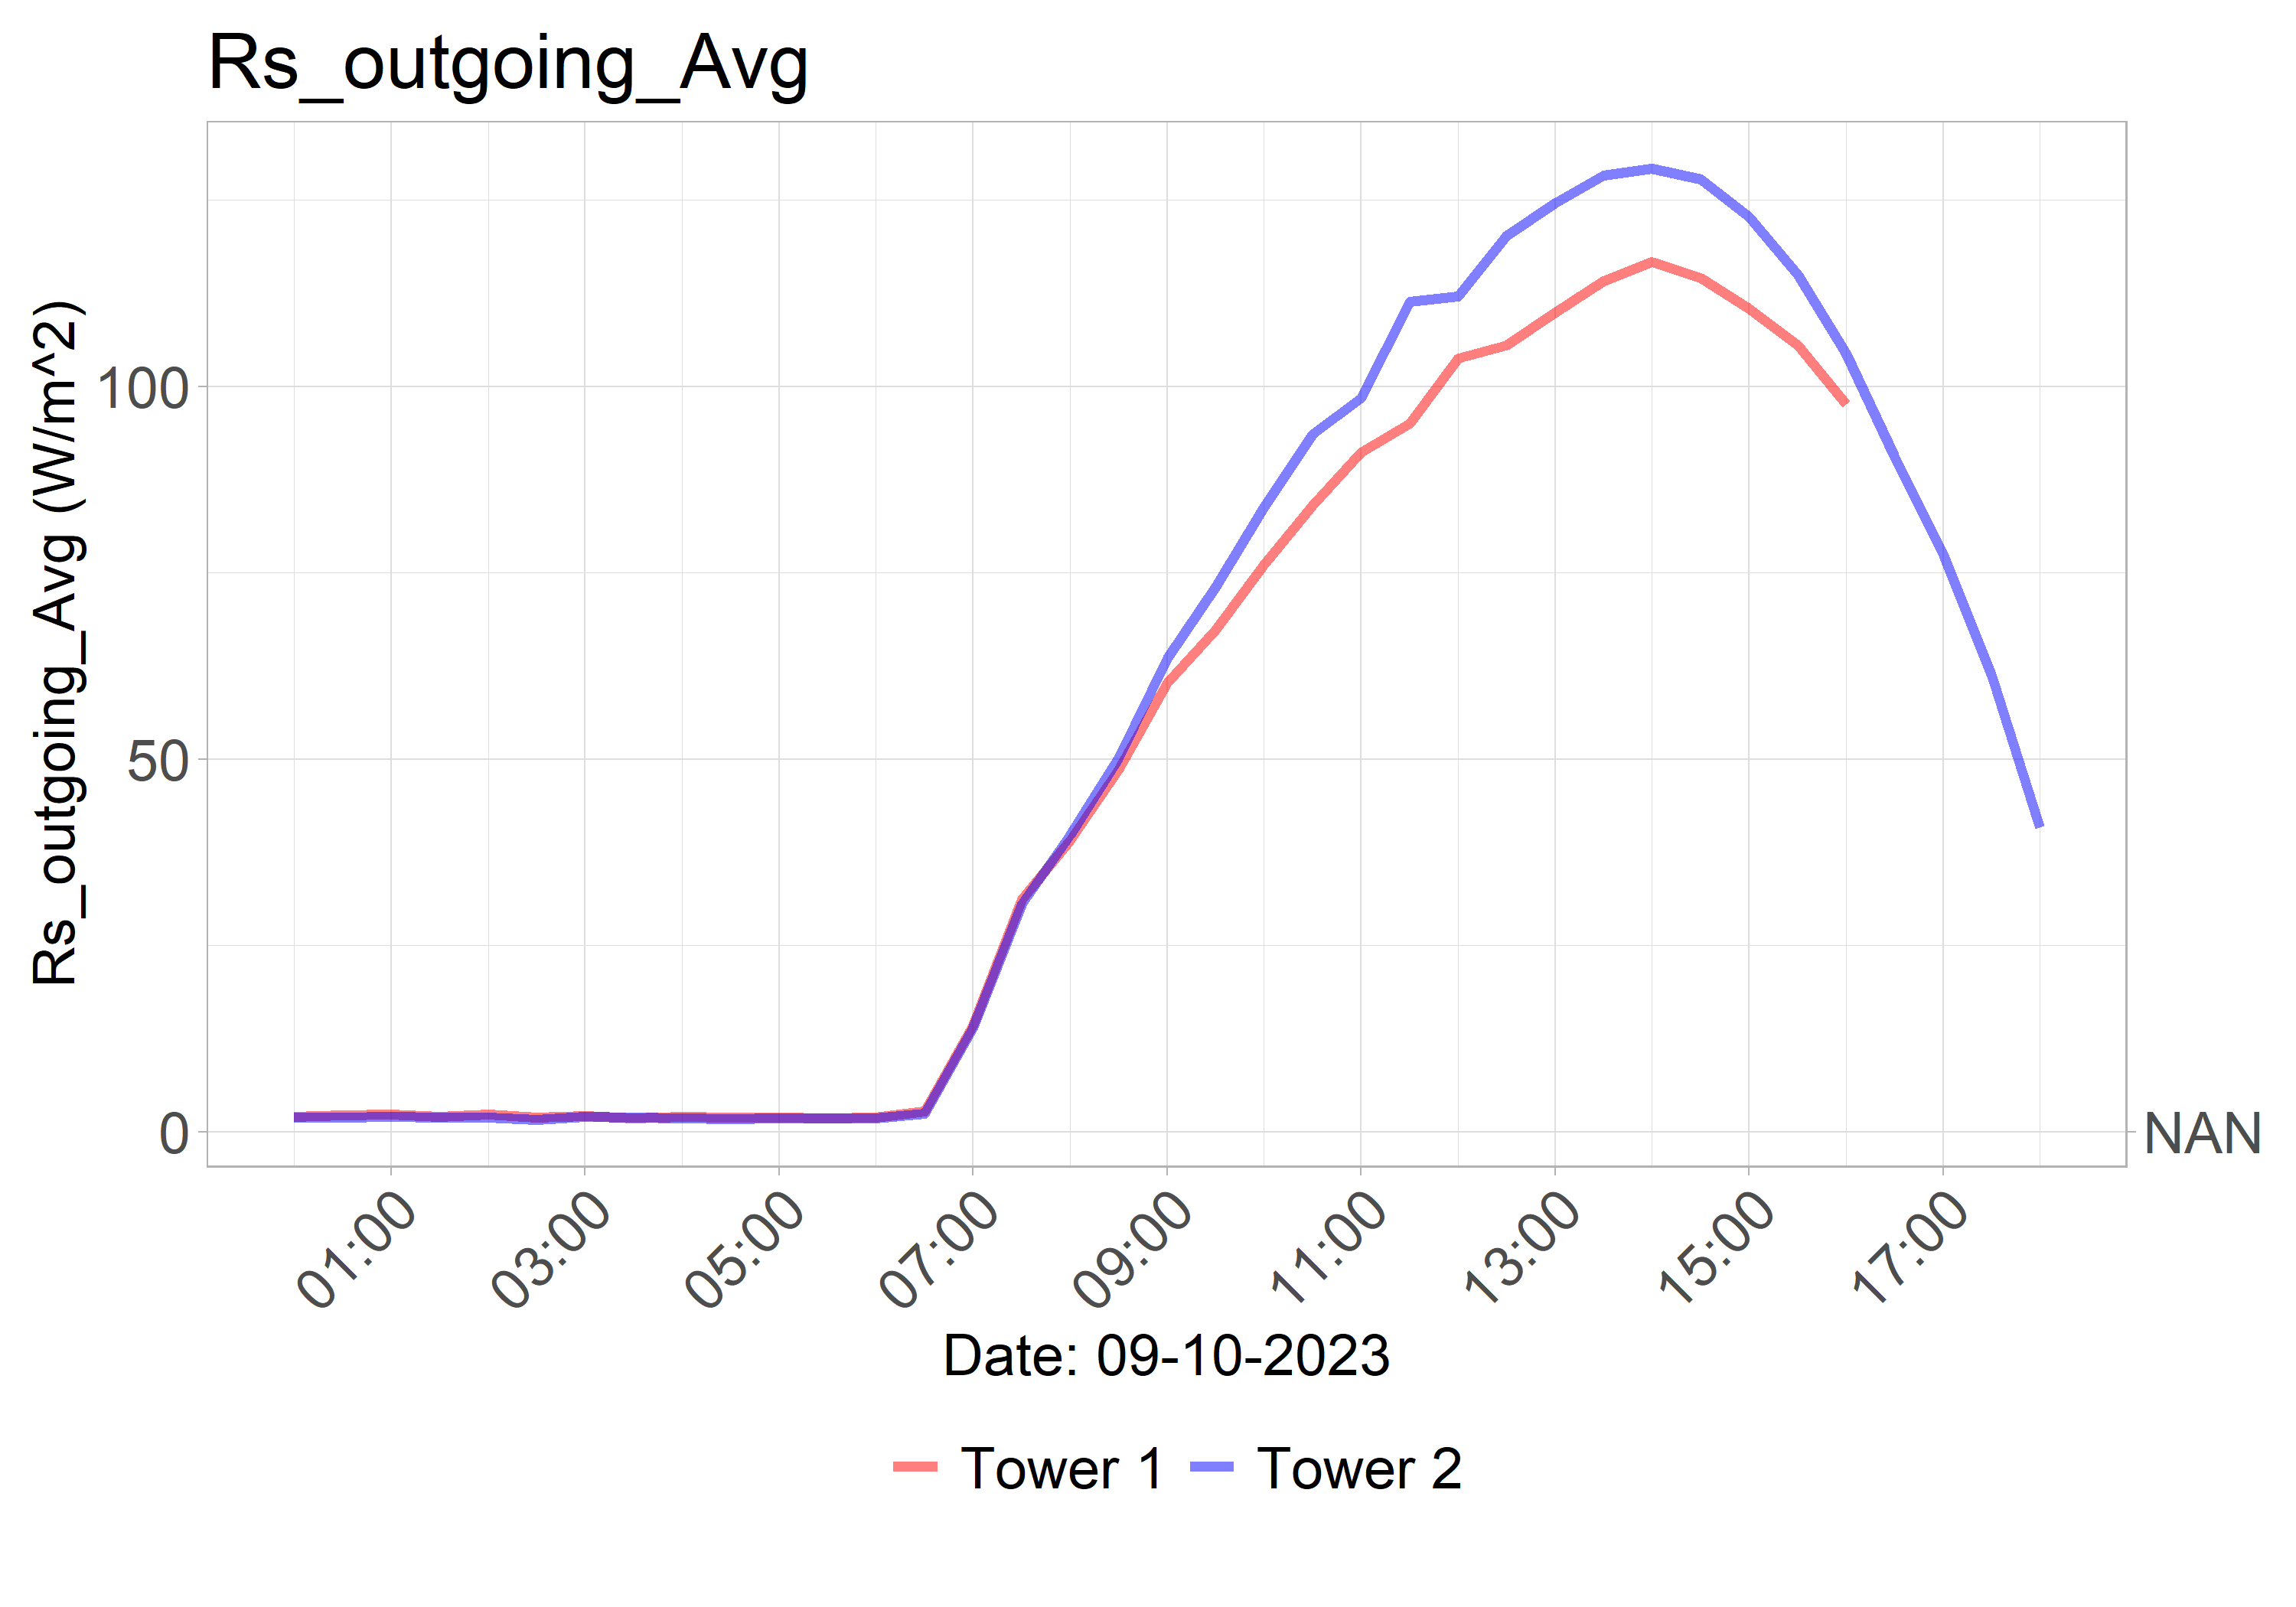 Rs_outgoing_Avg
Rs_outgoing_Avg (W/m^2)
100
50
0
NAN
01:00 03:00 05:00 07:00 09:00 11:00 13:00 15:00 17:00
Date: 09-10-2023
Tower 1 Tower 2